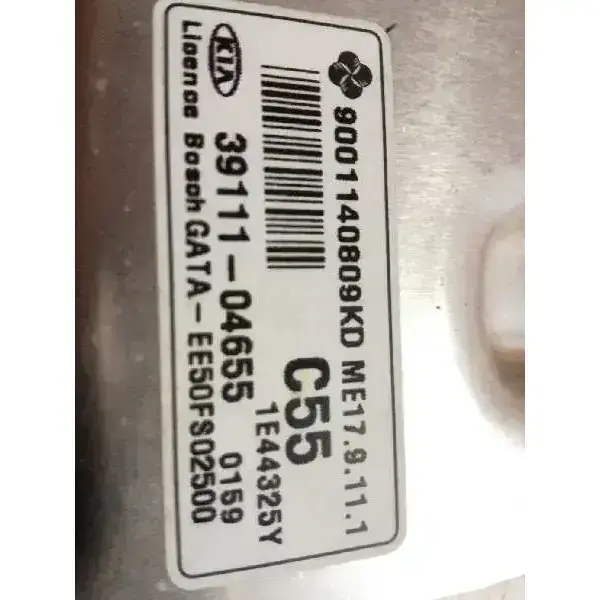 9001140809KD ME17.9.11.1
C55
1E44325Y
KIA 39111-04655 0159
Licence Bosch GATA-EE50FS02500